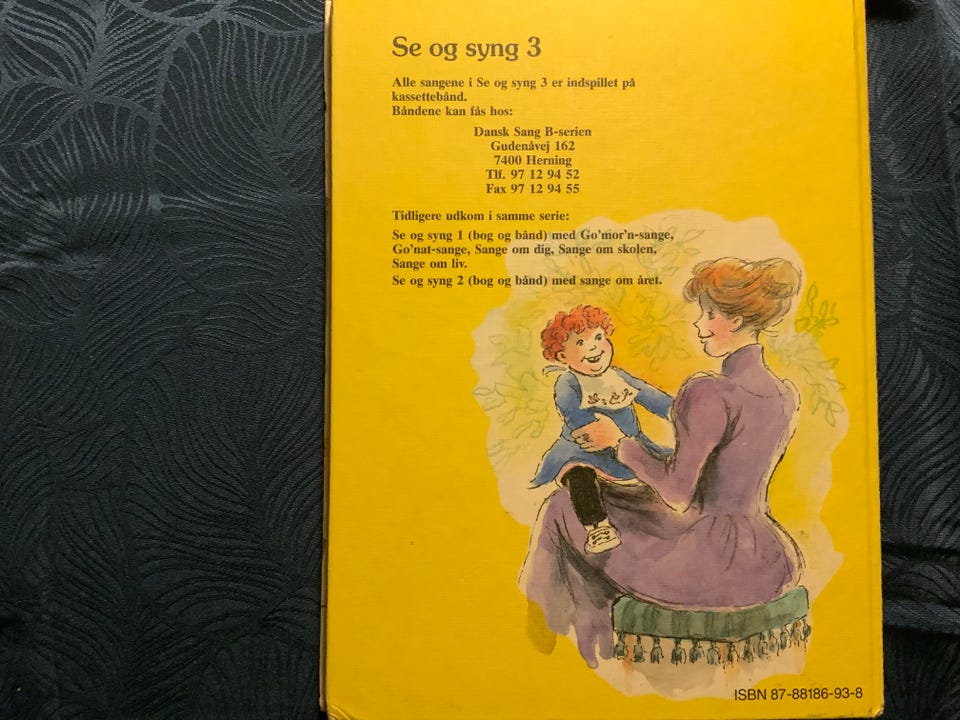 Se og syng 3
Alle sangene i Se og syng 3 er indspillet på
kassettebånd.
Båndene kan fås hos:
Dansk Sang B-serien
Gudenåvej 162
7400 Herning
Tlf. 97 12 94 52
Fax 97 12 94 55
Tidligere udkom i samme serie:
Se og syng 1 (bog og bånd) med Go'mor'n-sange,
Go'nat-sange, Sange om dig, Sange om skolen,
Sange om liv.
Se og syng 2 (bog og bånd) med sange om året.
ISBN 87-88186-93-8